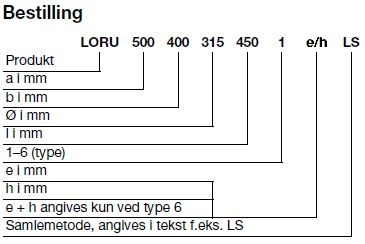 Bestilling
LORU 500 400 315 450 1 e/h LS
Produkt
a i mm
b i mm
Ø i mm
l i mm
1–6 (type)
e i mm
h i mm
e + h angives kun ved type 6
Samlemetode, angives i tekst f.eks. LS